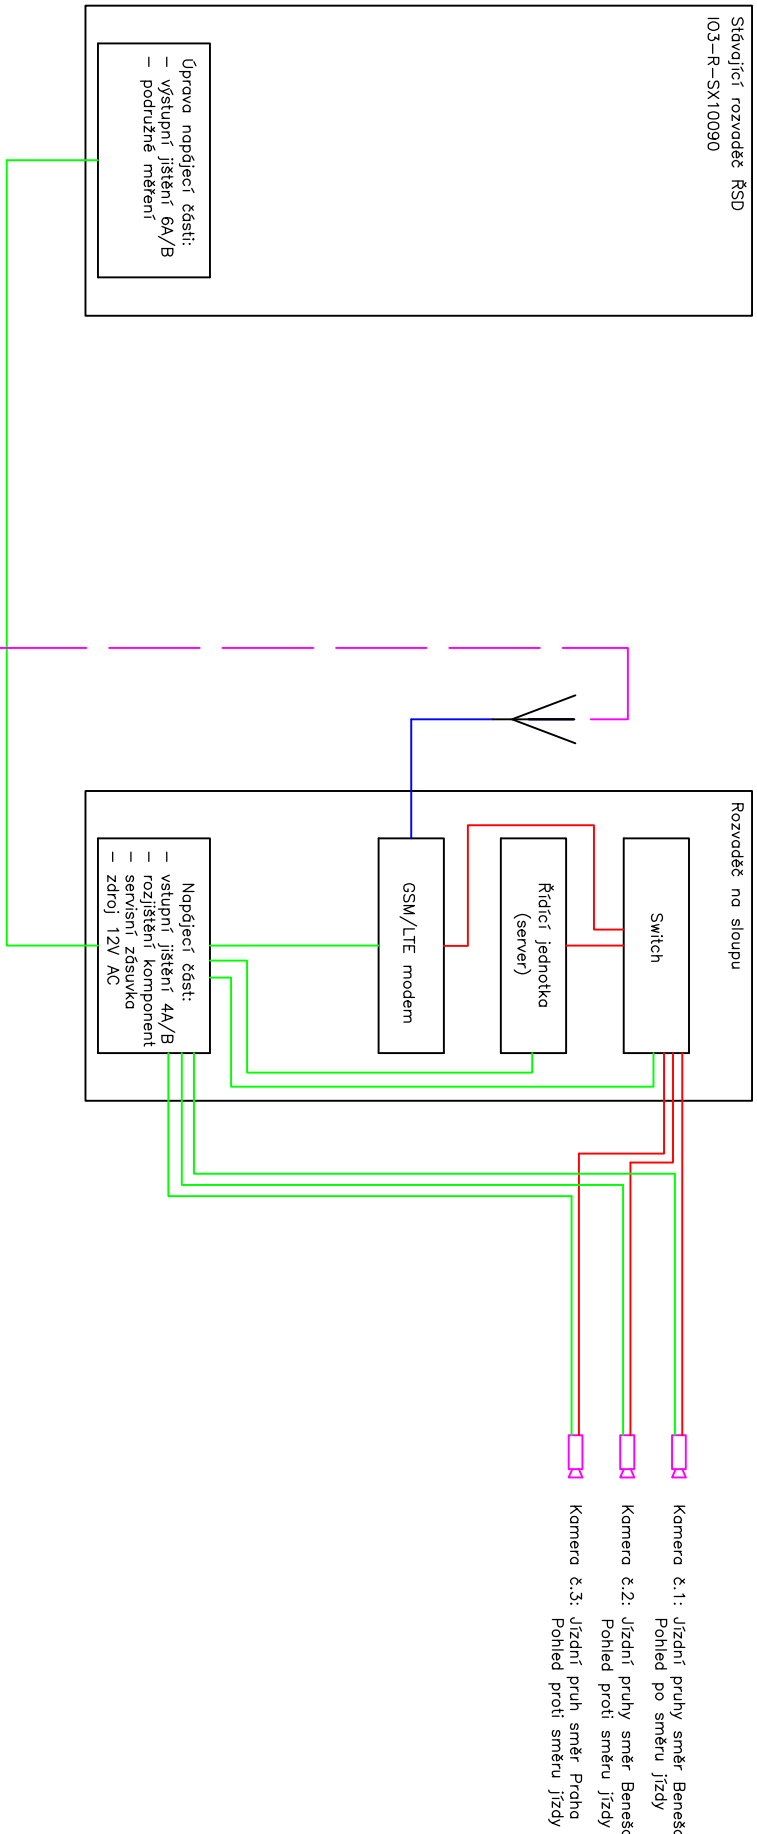 Stávající rozvaděč ŘSD
IO3-R-SX10090
Úprava napájecí části:
- výstupní jištění 6A/B
- podružné měření
Rozvaděč na sloupu
Switch
Řídící jednotka
(server)
GSM/LTE modem
Napájecí část:
- vstupní jištění 4A/B
- rozjištění komponent
- servisní zásuvka
- zdroj 12V AC
Kamera č.1: Jízdní pruhy směr
Pohled po směru jízdy
Kamera č.2: Jízdní pruhy směr
Pohled proti směru jízdy
Kamera č.3: Jízdní pruh směr Praha
Pohled proti směru jízdy